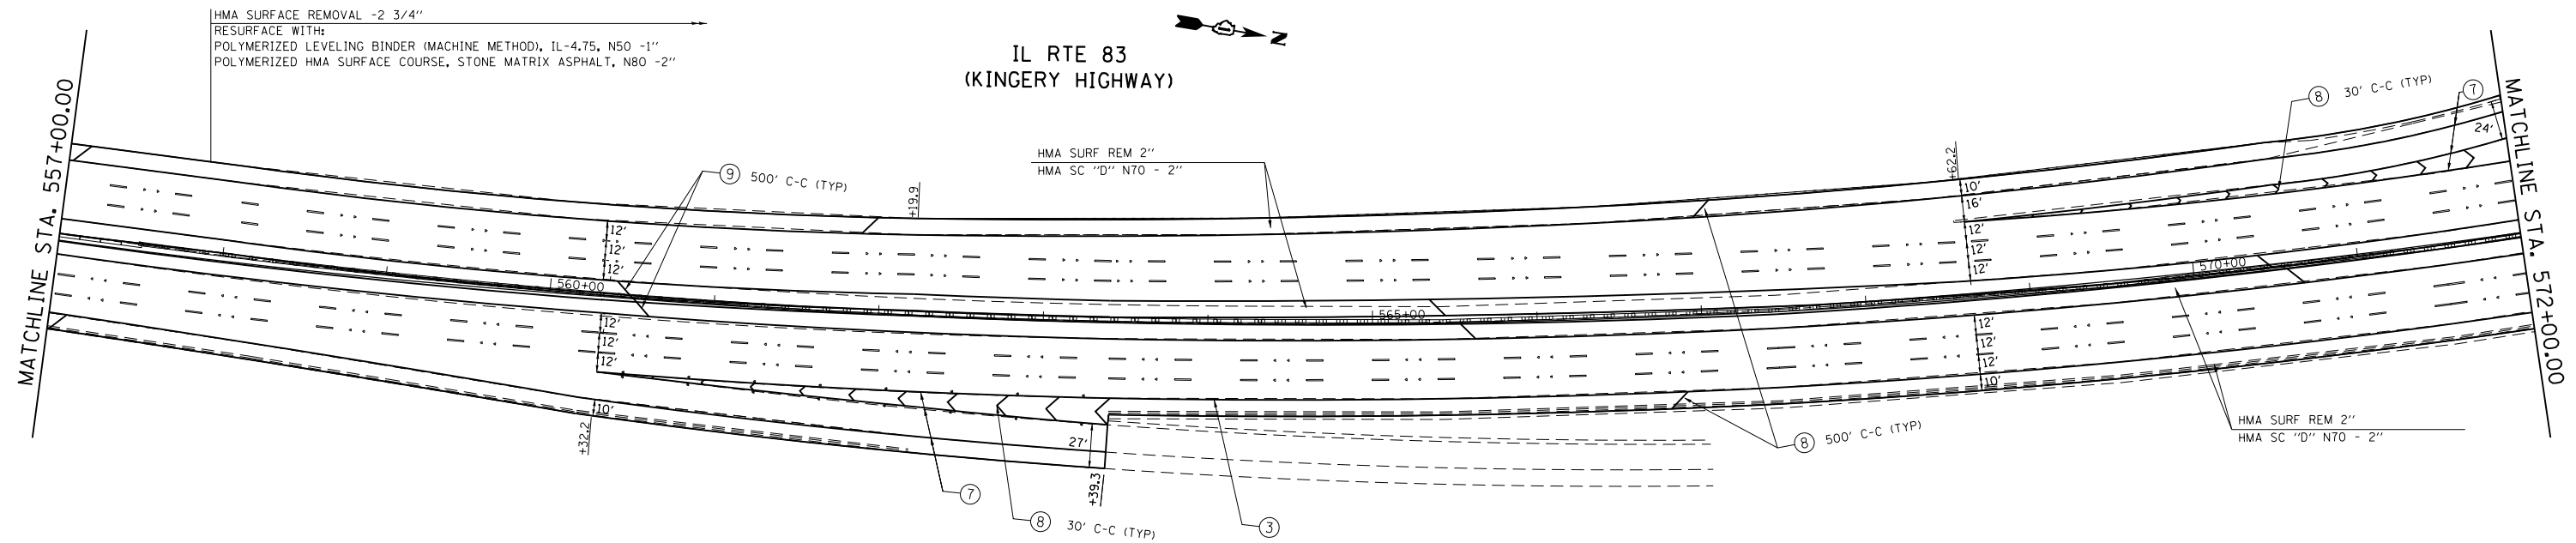 HMA SURFACE REMOVAL -2 3/4"
RESURFACE WITH:
POLYMERIZED LEVELING BINDER (MACHINE METHOD), IL-4.75, N50 -1"
POLYMERIZED HMA SURFACE COURSE, STONE MATRIX ASPHALT, N80 -2"
IL RTE 83
(KINGERY HIGHWAY)
N
MATCHLINE STA. 557+00.00
MATCHLINE STA. 572+00.00
8 30' C-C (TYP)
7
24'
HMA SURF REM 2"
HMA SC "D" N70 - 2"
9 500' C-C (TYP)
+19.9
+62.2
10'
16'
12'
12'
12'
12'
12'
12'
560+00
565+00
570+00
12'
12'
12'
12'
12'
12'
10'
10'
+32.2
27'
+39.3
7
8 30' C-C (TYP)
3
8 500' C-C (TYP)
HMA SURF REM 2"
HMA SC "D" N70 - 2"